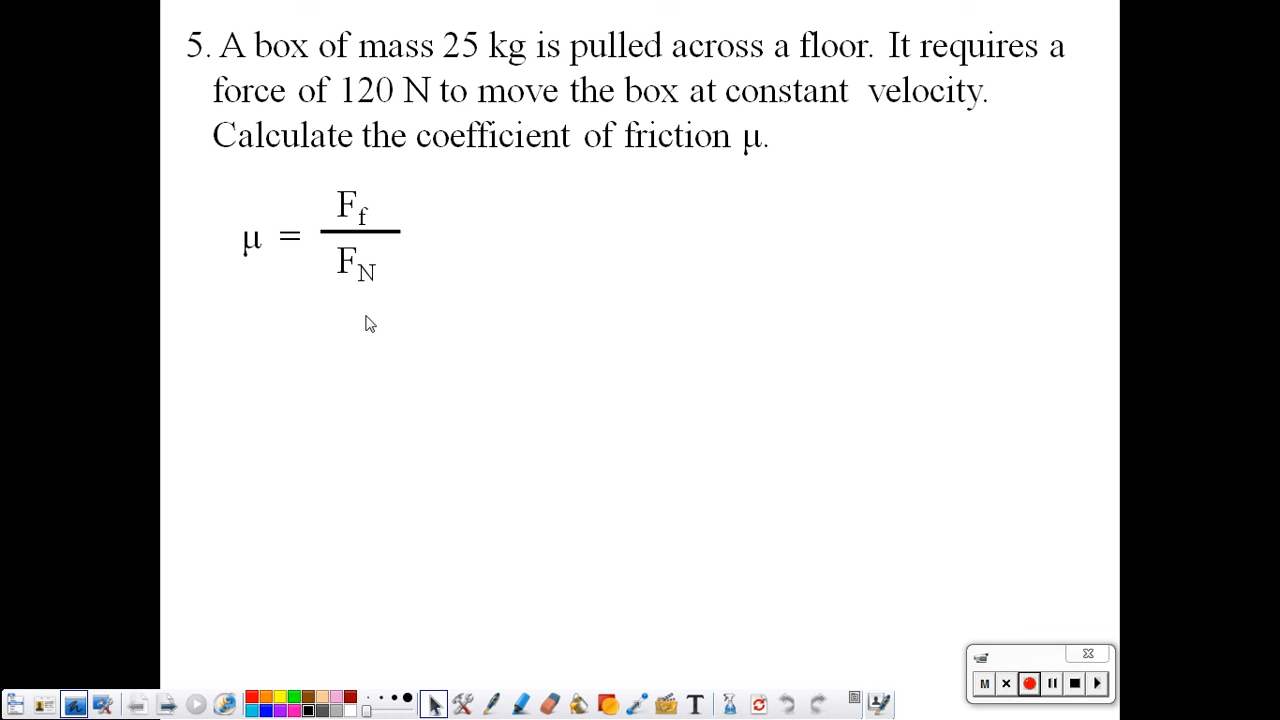 5. A box of mass 25 kg is pulled across a floor. It requires a
force of 120 N to move the box at constant velocity.
Calculate the coefficient of friction μ.
μ = F_f / F_N
M
T